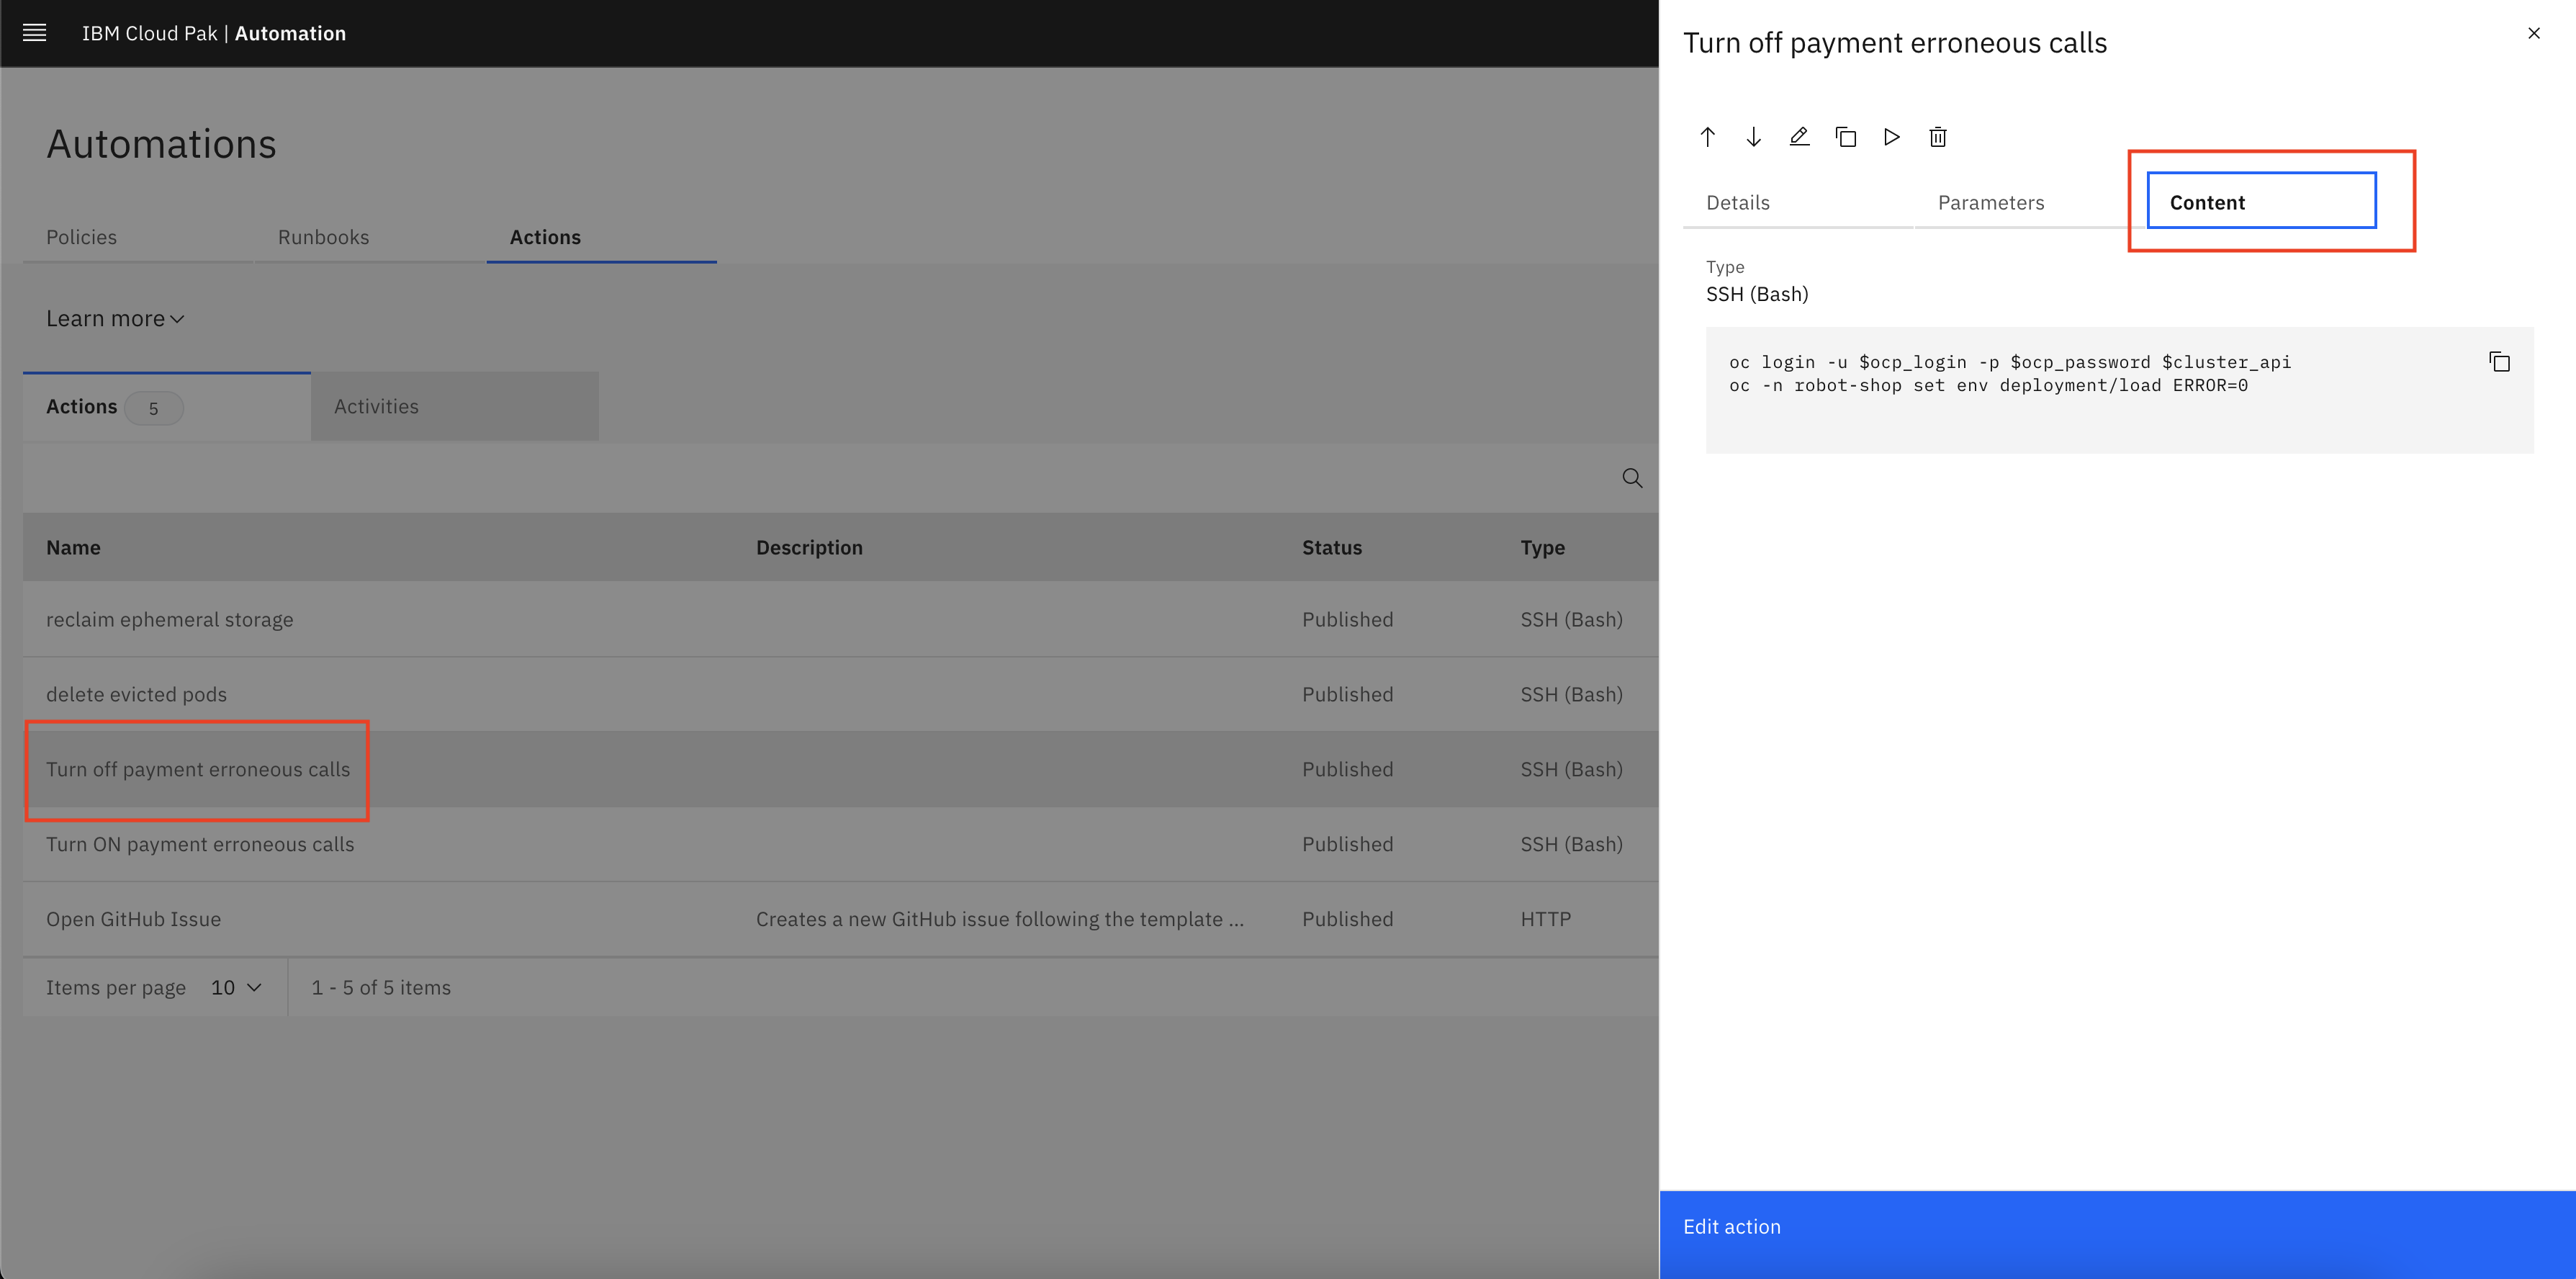 IBM Cloud Pak | Automation
Automations
Policies Runbooks Actions
Learn more
Actions 5 Activities
Name Description Status Type
reclaim ephemeral storage Published SSH (Bash)
delete evicted pods Published SSH (Bash)
Turn off payment erroneous calls Published SSH (Bash)
Turn ON payment erroneous calls Published SSH (Bash)
Open GitHub Issue Creates a new GitHub issue following the template ... Published HTTP
Items per page 10 1 - 5 of 5 items
Turn off payment erroneous calls
Details Parameters Content
Type
SSH (Bash)
oc login -u $ocp_login -p $ocp_password $cluster_api
oc -n robot-shop set env deployment/load ERROR=0
Edit action